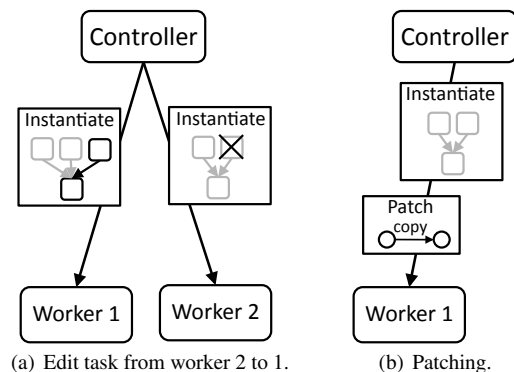 Controller
Instantiate
Instantiate
Worker 1
Worker 2
(a) Edit task from worker 2 to 1.
Controller
Instantiate
Patch
copy
Worker 1
(b) Patching.